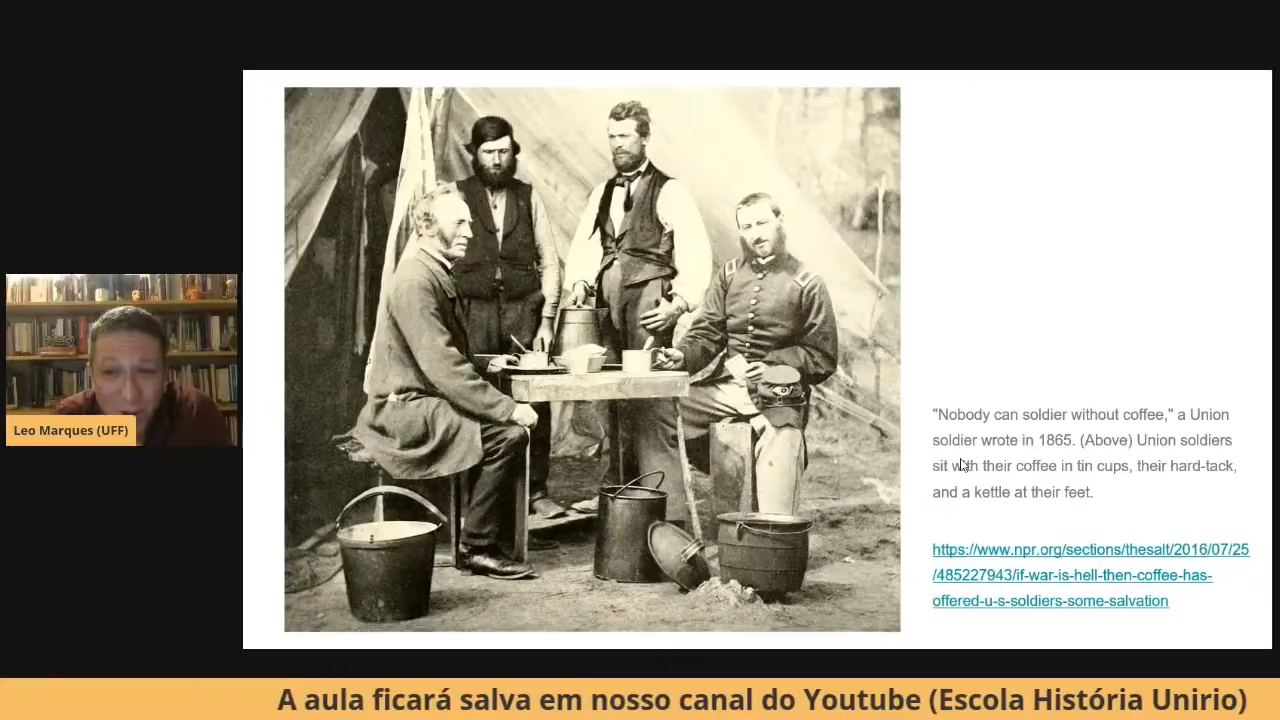 "Nobody can soldier without coffee," a Union
soldier wrote in 1865. (Above) Union soldiers
sit with their coffee in tin cups, their hard-tack,
and a kettle at their feet.
https://www.npr.org/sections/thesalt/2016/07/25
/485227943/if-war-is-hell-then-coffee-has-
offered-u-s-soldiers-some-salvation
Leo Marques (UFF)
A aula ficará salva em nosso canal do Youtube (Escola História Unirio)